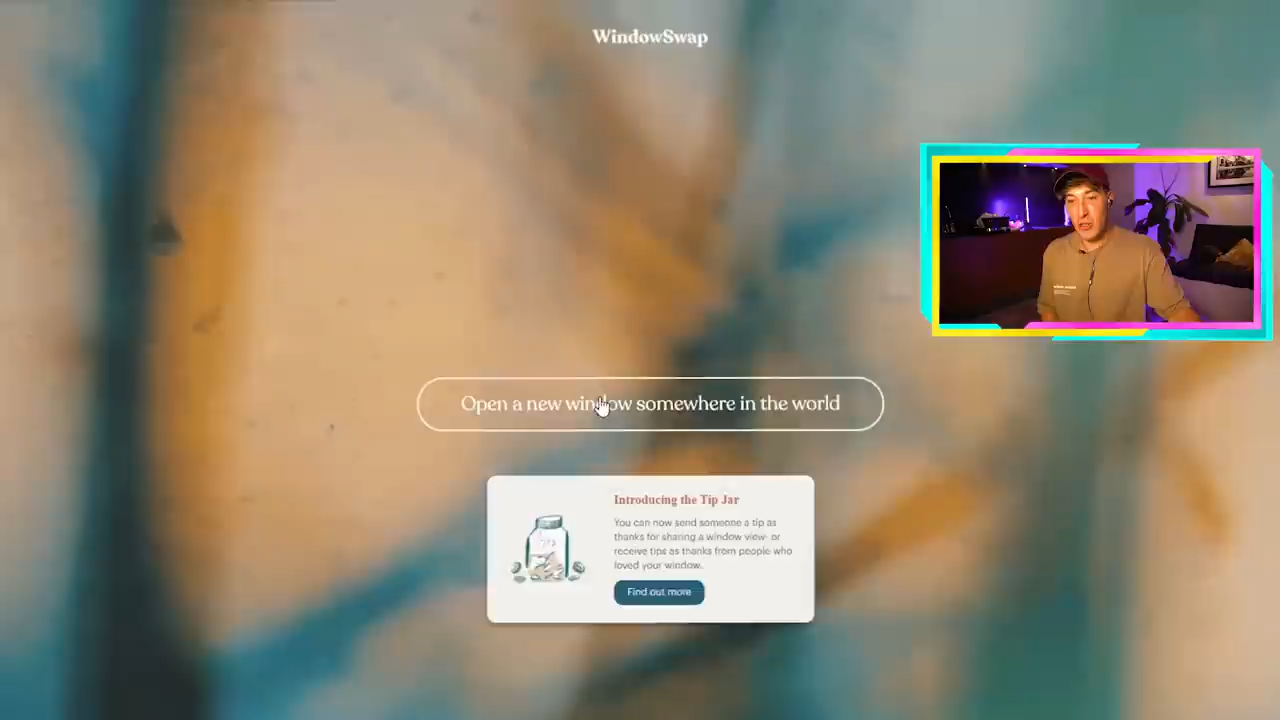 WindowSwap
Open a new window somewhere in the world
Introducing the Tip Jar
You can now send someone a tip as
thanks for sharing a window view- or
receive tips as thanks from people who
loved your window.
Find out more